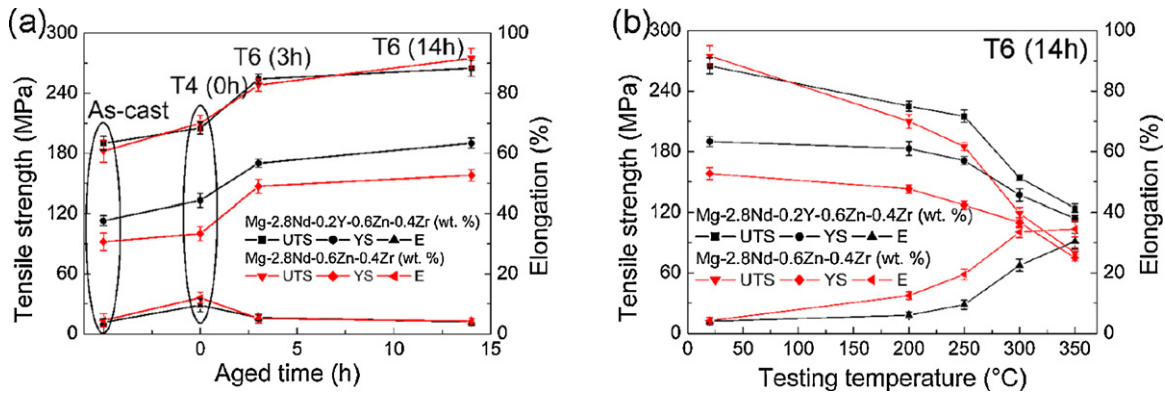 (a)
300
240
180
120
60
0
Tensile strength (MPa)
As-cast
T4 (0h)
T6 (3h)
T6 (14h)
Mg-2.8Nd-0.2Y-0.6Zn-0.4Zr (wt. %)
UTS YS E
Mg-2.8Nd-0.6Zn-0.4Zr (wt. %)
UTS YS E
100
80
60
40
20
0
Elongation (%)
0 5 10 15
Aged time (h)
(b)
300
240
180
120
60
0
Tensile strength (MPa)
T6 (14h)
Mg-2.8Nd-0.2Y-0.6Zn-0.4Zr (wt. %)
UTS YS E
Mg-2.8Nd-0.6Zn-0.4Zr (wt. %)
UTS YS E
100
80
60
40
20
0
Elongation (%)
0 50 100 150 200 250 300 350
Testing temperature (°C)